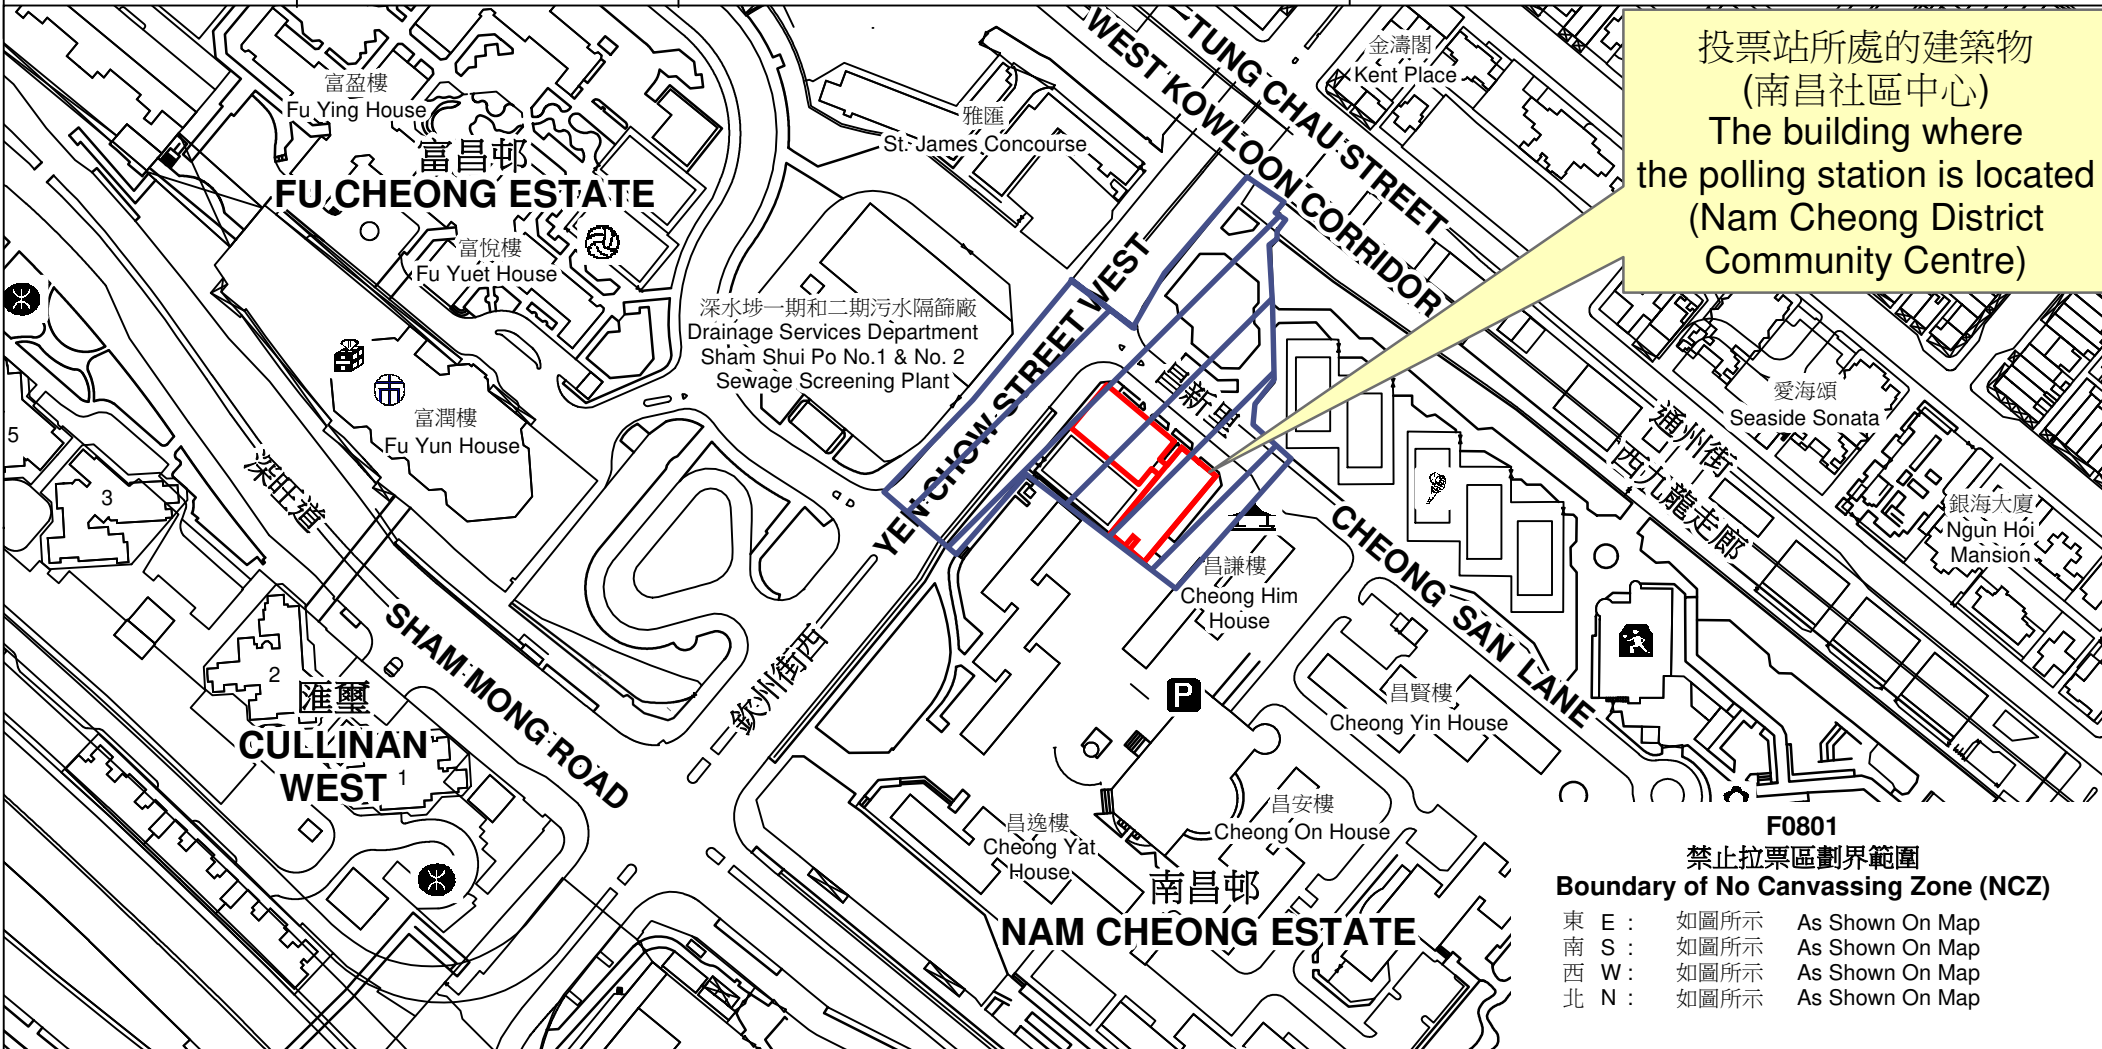 投票站所處的建築物
(南昌社區中心)
The building where
the polling station is located
(Nam Cheong District
Community Centre)
TUNG CHAU STREET
WEST KOWLOON CORRIDOR
金濤閣
Kent Place
富盈樓
Fu Ying House
富昌邨
FU CHEONG ESTATE
雅匯
St. James Concourse
富悅樓
Fu Yuet House
深水埗一期和二期污水隔篩廠
Drainage Services Department
Sham Shui Po No.1 & No. 2
Sewage Screening Plant
YEN CHOW STREET WEST
昌新里
富潤樓
Fu Yun House
愛海頌
Seaside Sonata
通州街
西九龍走廊
銀海大廈
Ngun Hoi
Mansion
5
3
深旺道
CHEONG SAN LANE
昌謙樓
Cheong Him
House
2
匯璽
CULLINAN
WEST
1
SHAM MONG ROAD
欽州街西
P
昌賢樓
Cheong Yin House
昌逸樓
Cheong Yat
House
昌安樓
Cheong On House
南昌邨
NAM CHEONG ESTATE
F0801
禁止拉票區劃界範圍
Boundary of No Canvassing Zone (NCZ)
東 E : 如圖所示 As Shown On Map
南 S : 如圖所示 As Shown On Map
西 W : 如圖所示 As Shown On Map
北 N : 如圖所示 As Shown On Map